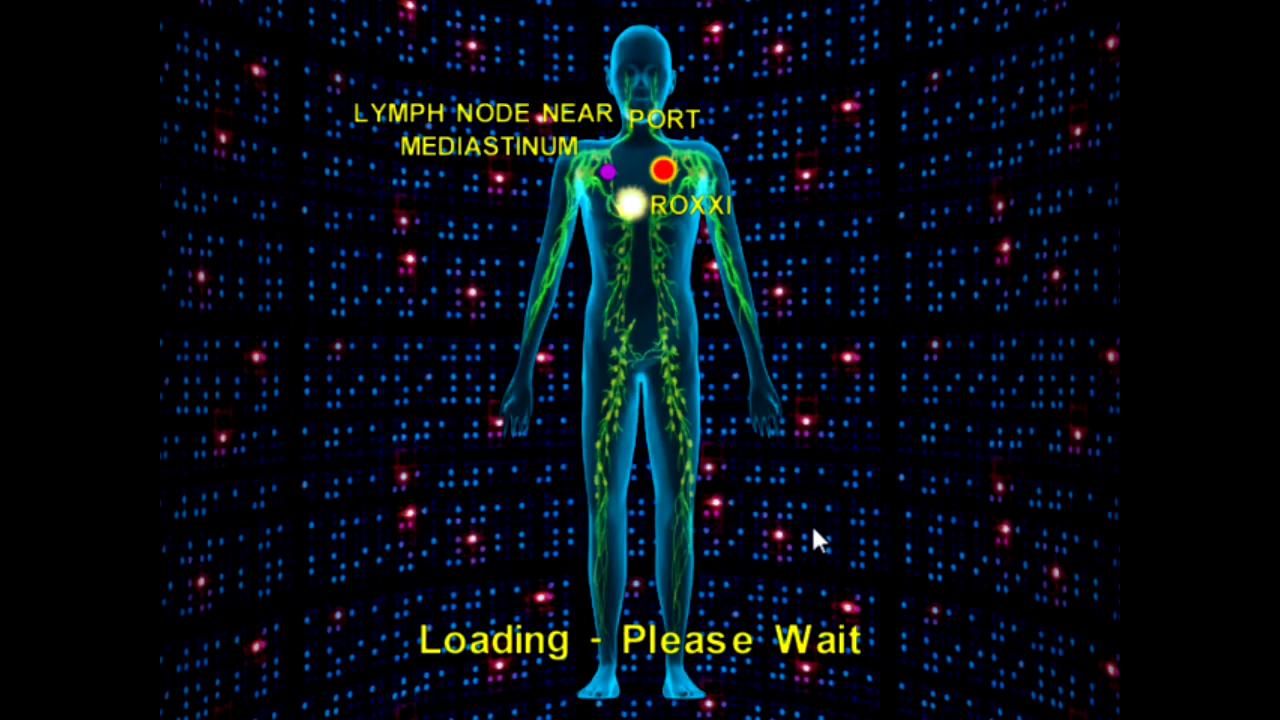 LYMPH NODE NEAR
MEDIASTINUM
PORT
ROXXI
Loading - Please Wait